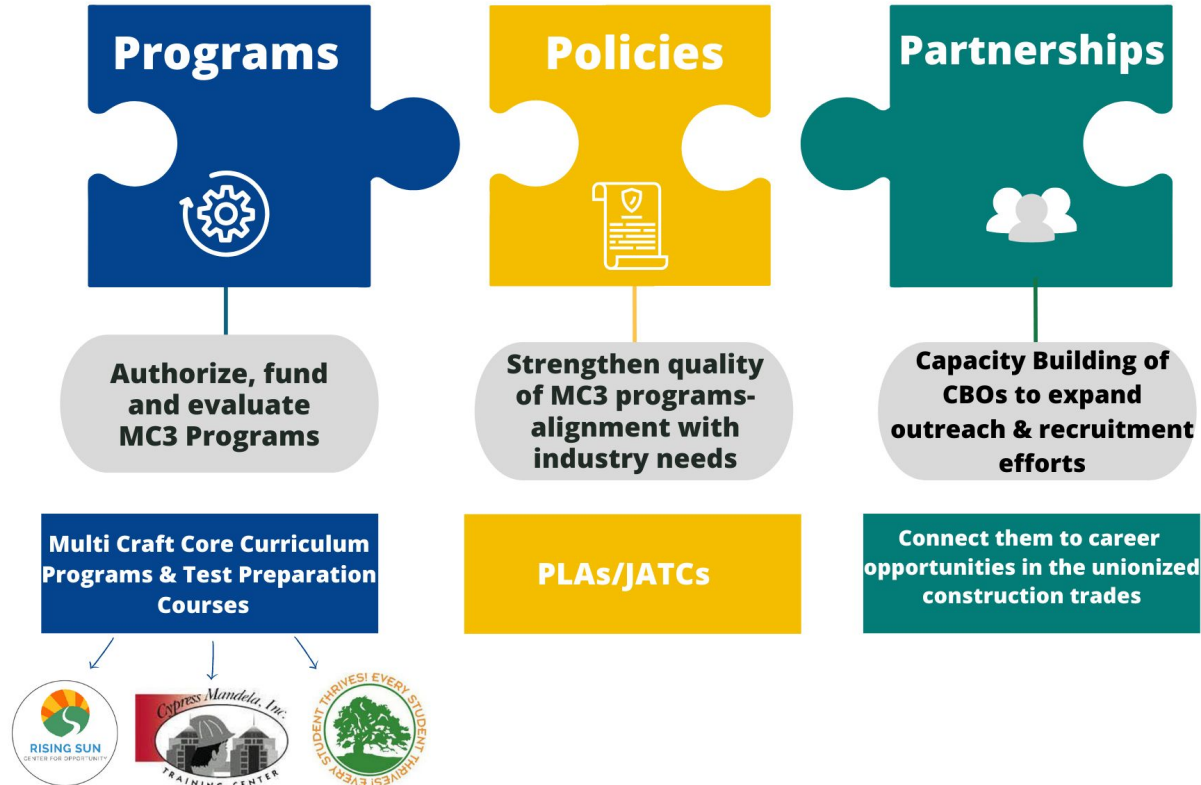 Programs
Policies
Partnerships
Authorize, fund
and evaluate
MC3 Programs
Strengthen quality
of MC3 programs-
alignment with
industry needs
Capacity Building of
CBOs to expand
outreach & recruitment
efforts
Multi Craft Core Curriculum
Programs & Test Preparation
Courses
PLAs/JATCs
Connect them to career
opportunities in the unionized
construction trades
RISING SUN
CENTER FOR OPPORTUNITY
Cypress Mandela, Inc.
TRAINING CENTER
EVERY STUDENT THRIVES! EVERY STUDENT THRIVES!